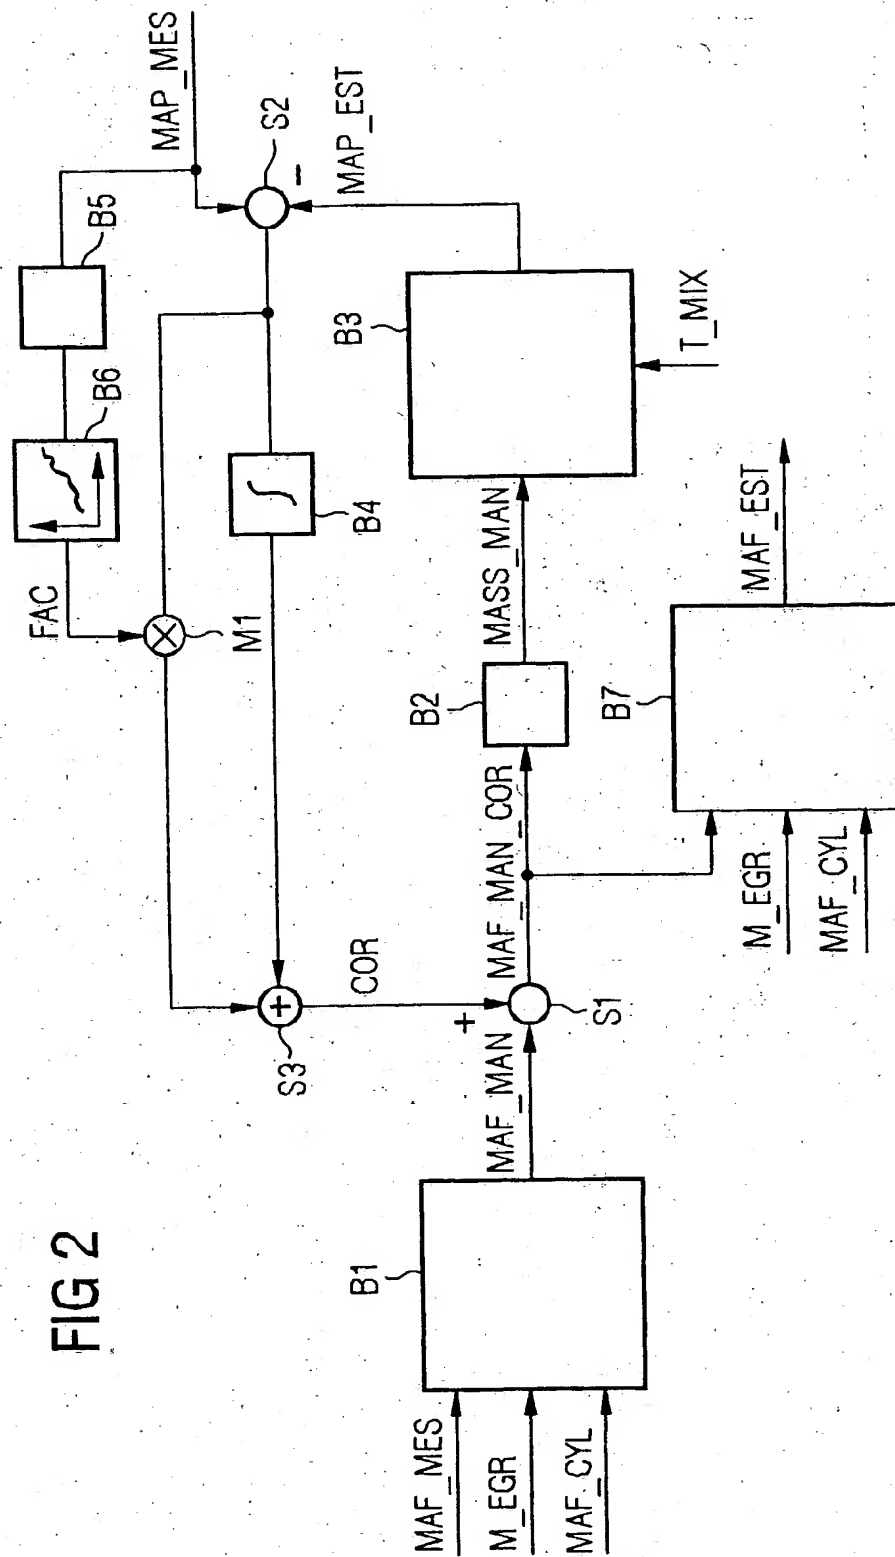 FIG 2
MAP_MES
B5
B6
FAC
M1
S2
MAP_EST
B4
S3
COR
+
-
B3
T_MIX
MASS_MAN
B2
MAF_MAN_COR
S1
+
MAF_MAN
B1
MAF_MES
M_EGR
MAF_CYL
B7
M_EGR
MAF_CYL
MAF_EST